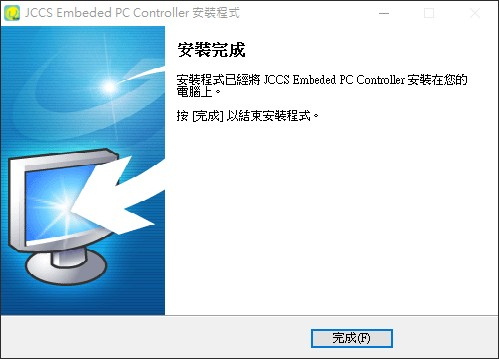 JCCS Embeded PC Controller 安裝程式
安裝完成
安裝程式已經將 JCCS Embeded PC Controller 安裝在您的
電腦上。
按 [完成] 以結束安裝程式。
完成(F)